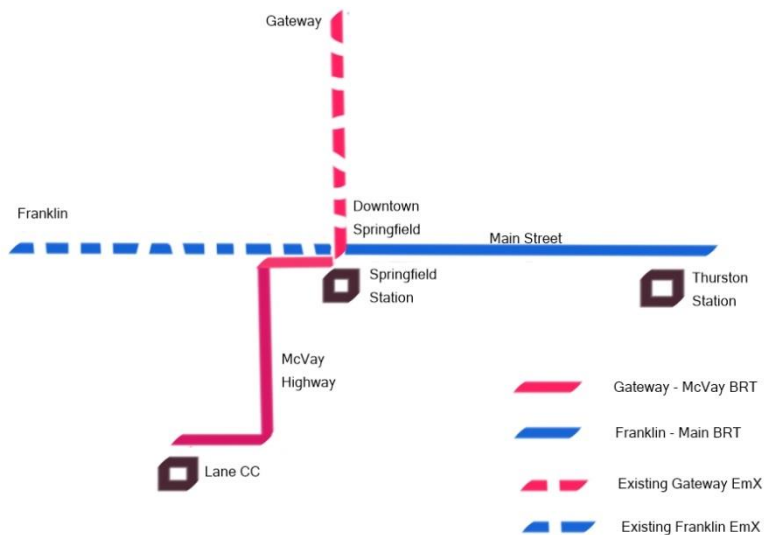 Gateway
Franklin
Downtown
Springfield
Main Street
Springfield
Station
Thurston
Station
McVay
Highway
Gateway - McVay BRT
Franklin - Main BRT
Lane CC
Existing Gateway EmX
Existing Franklin EmX